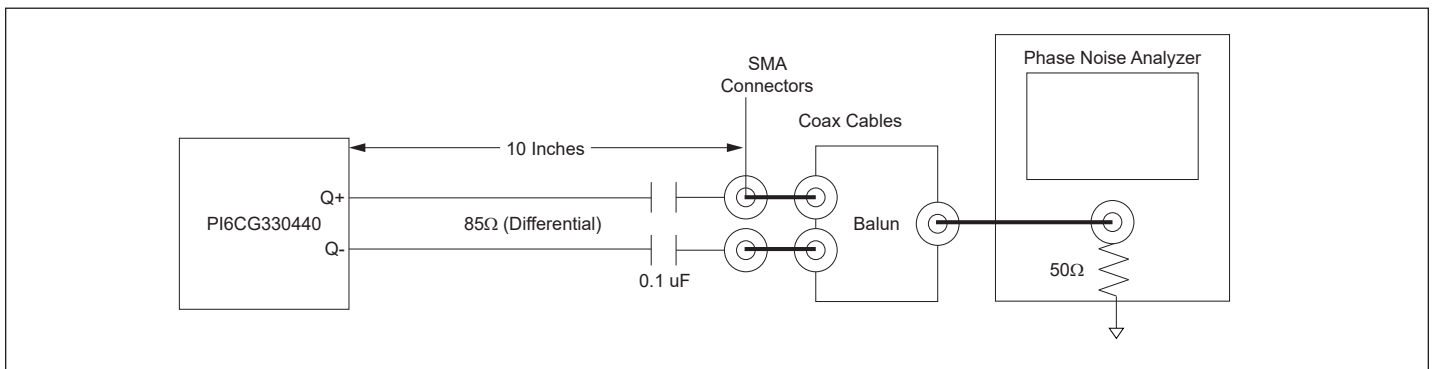 SMA
Connectors
Phase Noise Analyzer
Coax Cables
10 Inches
Q+
PI6CG330440
85Ω (Differential)
Balun
Q-
0.1 uF
50Ω